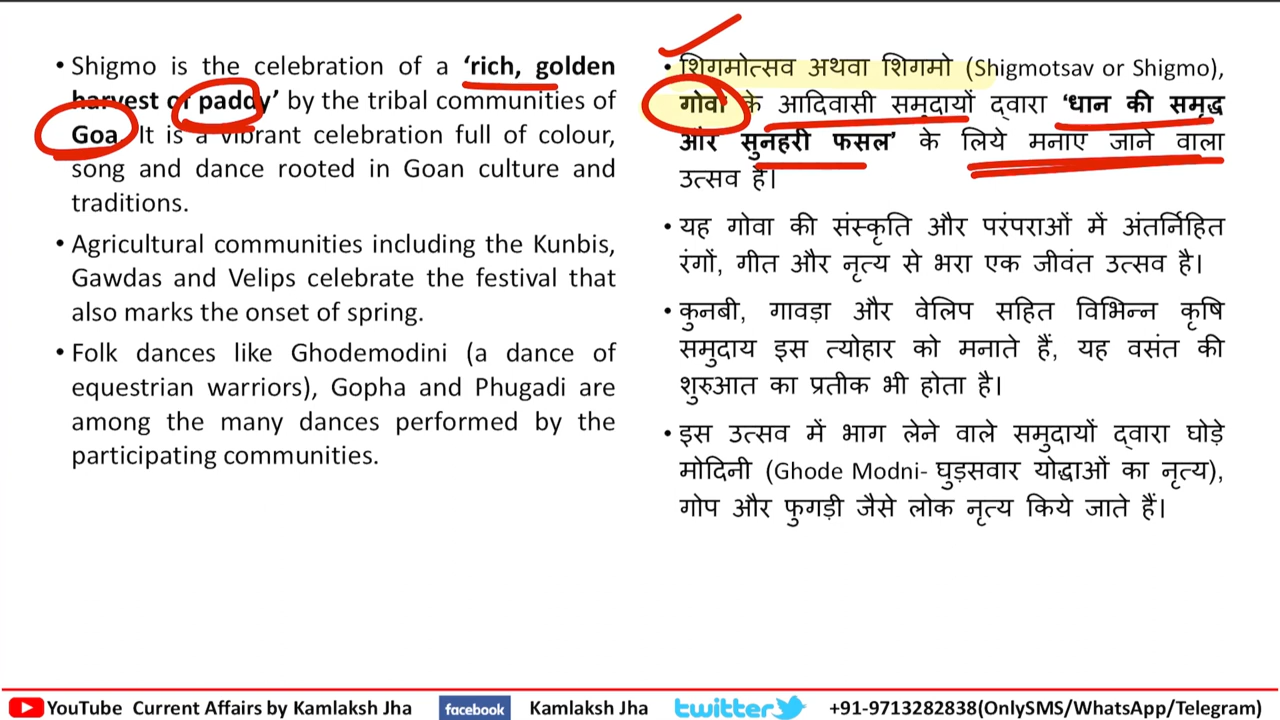 • Shigmo is the celebration of a ‘rich, golden
harvest of paddy’ by the tribal communities of
Goa. It is a vibrant celebration full of colour,
song and dance rooted in Goan culture and
traditions.
• Agricultural communities including the Kunbis,
Gawdas and Velips celebrate the festival that
also marks the onset of spring.
• Folk dances like Ghodemodini (a dance of
equestrian warriors), Gopha and Phugadi are
among the many dances performed by the
participating communities.
• शिगमोत्सव अथवा शिगमो (Shigmotsav or Shigmo),
गोवा के आदिवासी समुदायों द्वारा ‘धान की समृद्ध
और सुनहरी फसल’ के लिये मनाए जाने वाला
उत्सव है।
• यह गोवा की संस्कृति और परंपराओं में अंतर्निहित
रंगों, गीत और नृत्य से भरा एक जीवंत उत्सव है।
• कुनबी, गावड़ा और वेलिप सहित विभिन्न कृषि
समुदाय इस त्योहार को मनाते हैं, यह वसंत की
शुरुआत का प्रतीक भी होता है।
• इस उत्सव में भाग लेने वाले समुदायों द्वारा घोड़े
मोदिनी (Ghode Modni- घुड़सवार योद्धाओं का नृत्य),
गोप और फुगड़ी जैसे लोक नृत्य किये जाते हैं।
YouTube Current Affairs by Kamlaksh Jha facebook Kamlaksh Jha twitter +91-9713282838(OnlySMS/WhatsApp/Telegram)